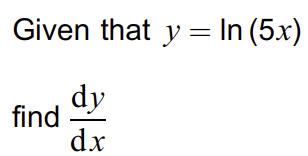 Given that y = ln (5x)
find dy/dx